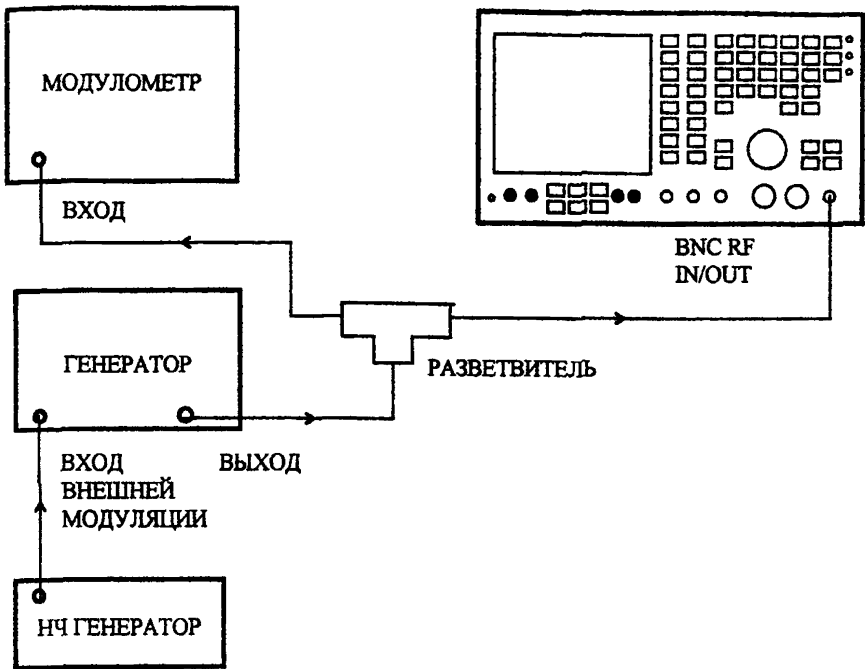 МОДУЛОМЕТР
ВХОД
BNC RF
IN/OUT
ГЕНЕРАТОР
РАЗВЕТВИТЕЛЬ
ВХОД
ВНЕШНЕЙ
МОДУЛЯЦИИ
ВЫХОД
НЧ ГЕНЕРАТОР